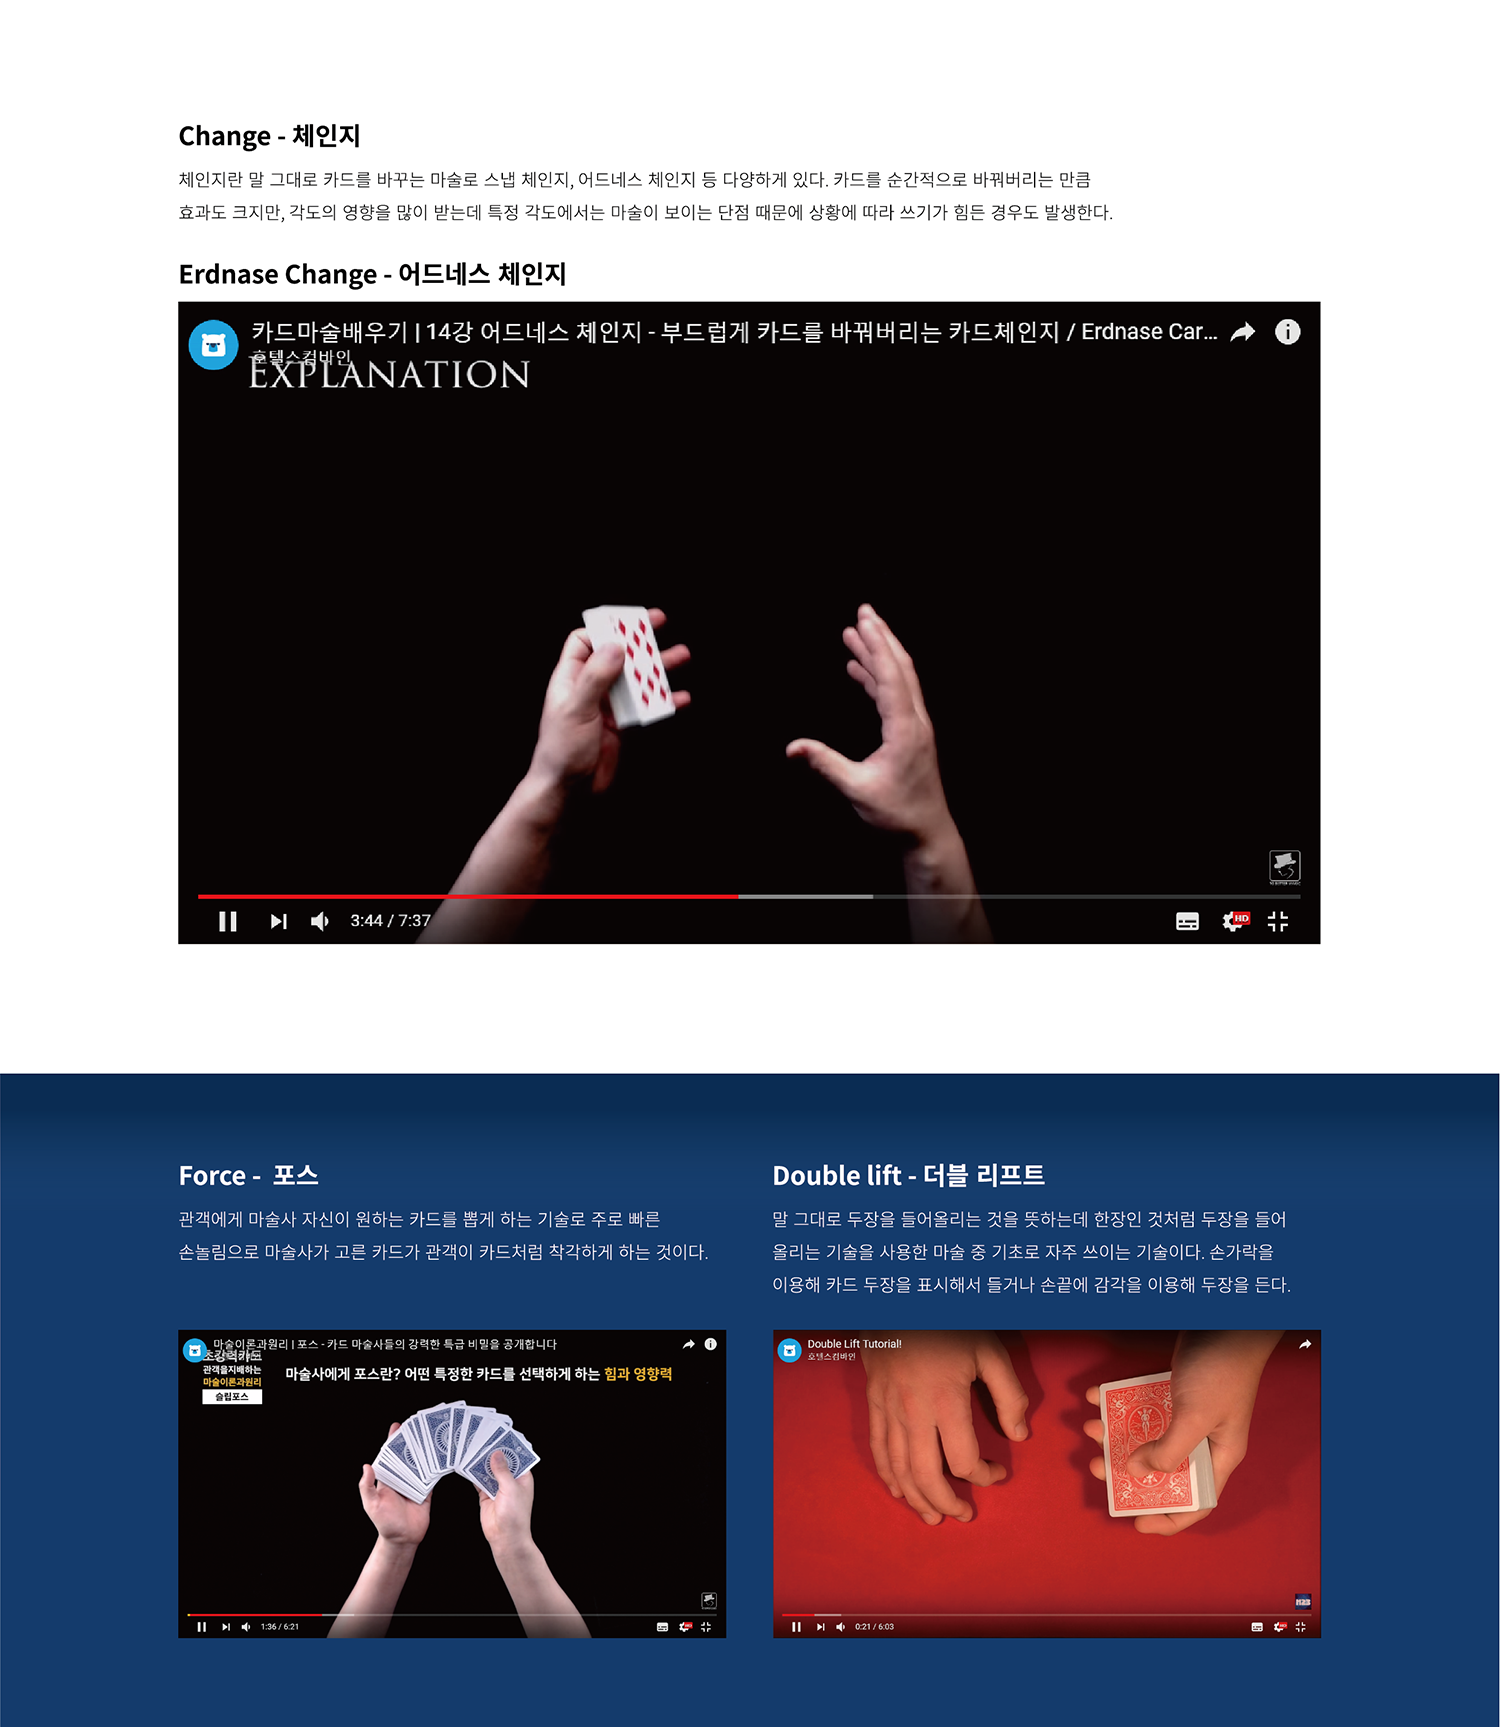 Change - 체인지
체인지란 말 그대로 카드를 바꾸는 마술로 스냅 체인지, 어드네스 체인지 등 다양하게 있다. 카드를 순간적으로 바꿔버리는 만큼
효과도 크지만, 각도의 영향을 많이 받는데 특정 각도에서는 마술이 보이는 단점 때문에 상황에 따라 쓰기가 힘든 경우도 발생한다.
Erdnase Change - 어드네스 체인지
카드마술배우기 | 14강 어드네스 체인지 - 부드럽게 카드를 바꿔버리는 카드체인지 / Erdnase Car...
호텔스컴바인
EXPLANATION
3:44 / 7:37
HD
Force - 포스
관객에게 마술사 자신이 원하는 카드를 뽑게 하는 기술로 주로 빠른
손놀림으로 마술사가 고른 카드가 관객이 카드처럼 착각하게 하는 것이다.
마술이론과원리 | 포스 - 카드 마술사들의 강력한 특급 비밀을 공개합니다
초강력카드
관객을지배하는
마술이론과원리
슬립포스
마술사에게 포스란? 어떤 특정한 카드를 선택하게 하는 힘과 영향력
1:36 / 6:21
Double lift - 더블 리프트
말 그대로 두장을 들어올리는 것을 뜻하는데 한장인 것처럼 두장을 들어
올리는 기술을 사용한 마술 중 기초로 자주 쓰이는 기술이다. 손가락을
이용해 카드 두장을 표시해서 들거나 손끝에 감각을 이용해 두장을 든다.
Double Lift Tutorial!
호텔스컴바인
0:21 / 6:03